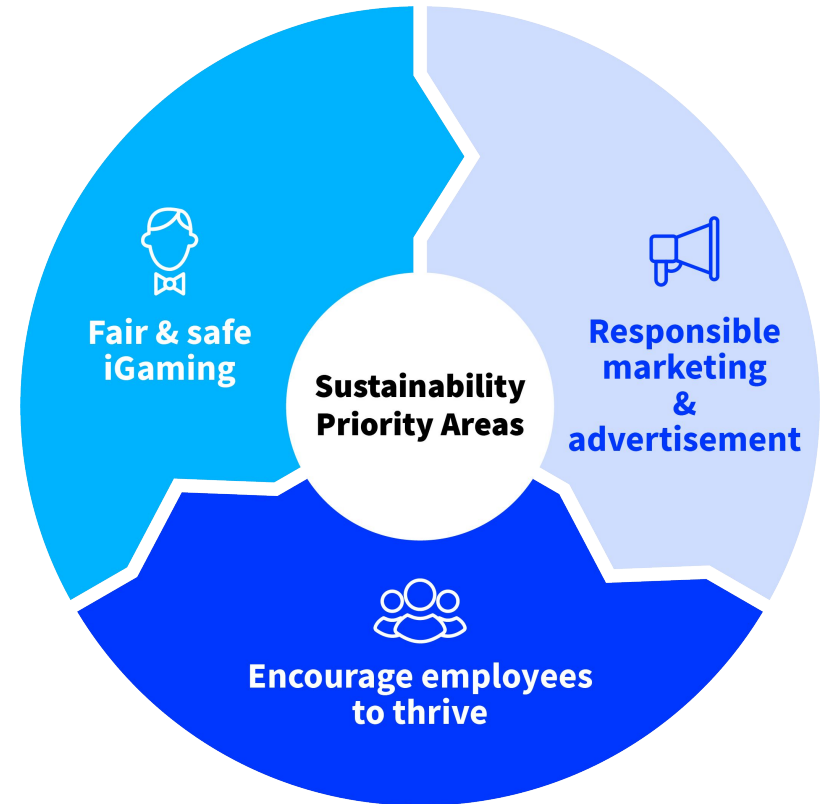 Fair & safe
iGaming
Responsible
marketing
&
advertisement
Sustainability
Priority Areas
Encourage employees
to thrive